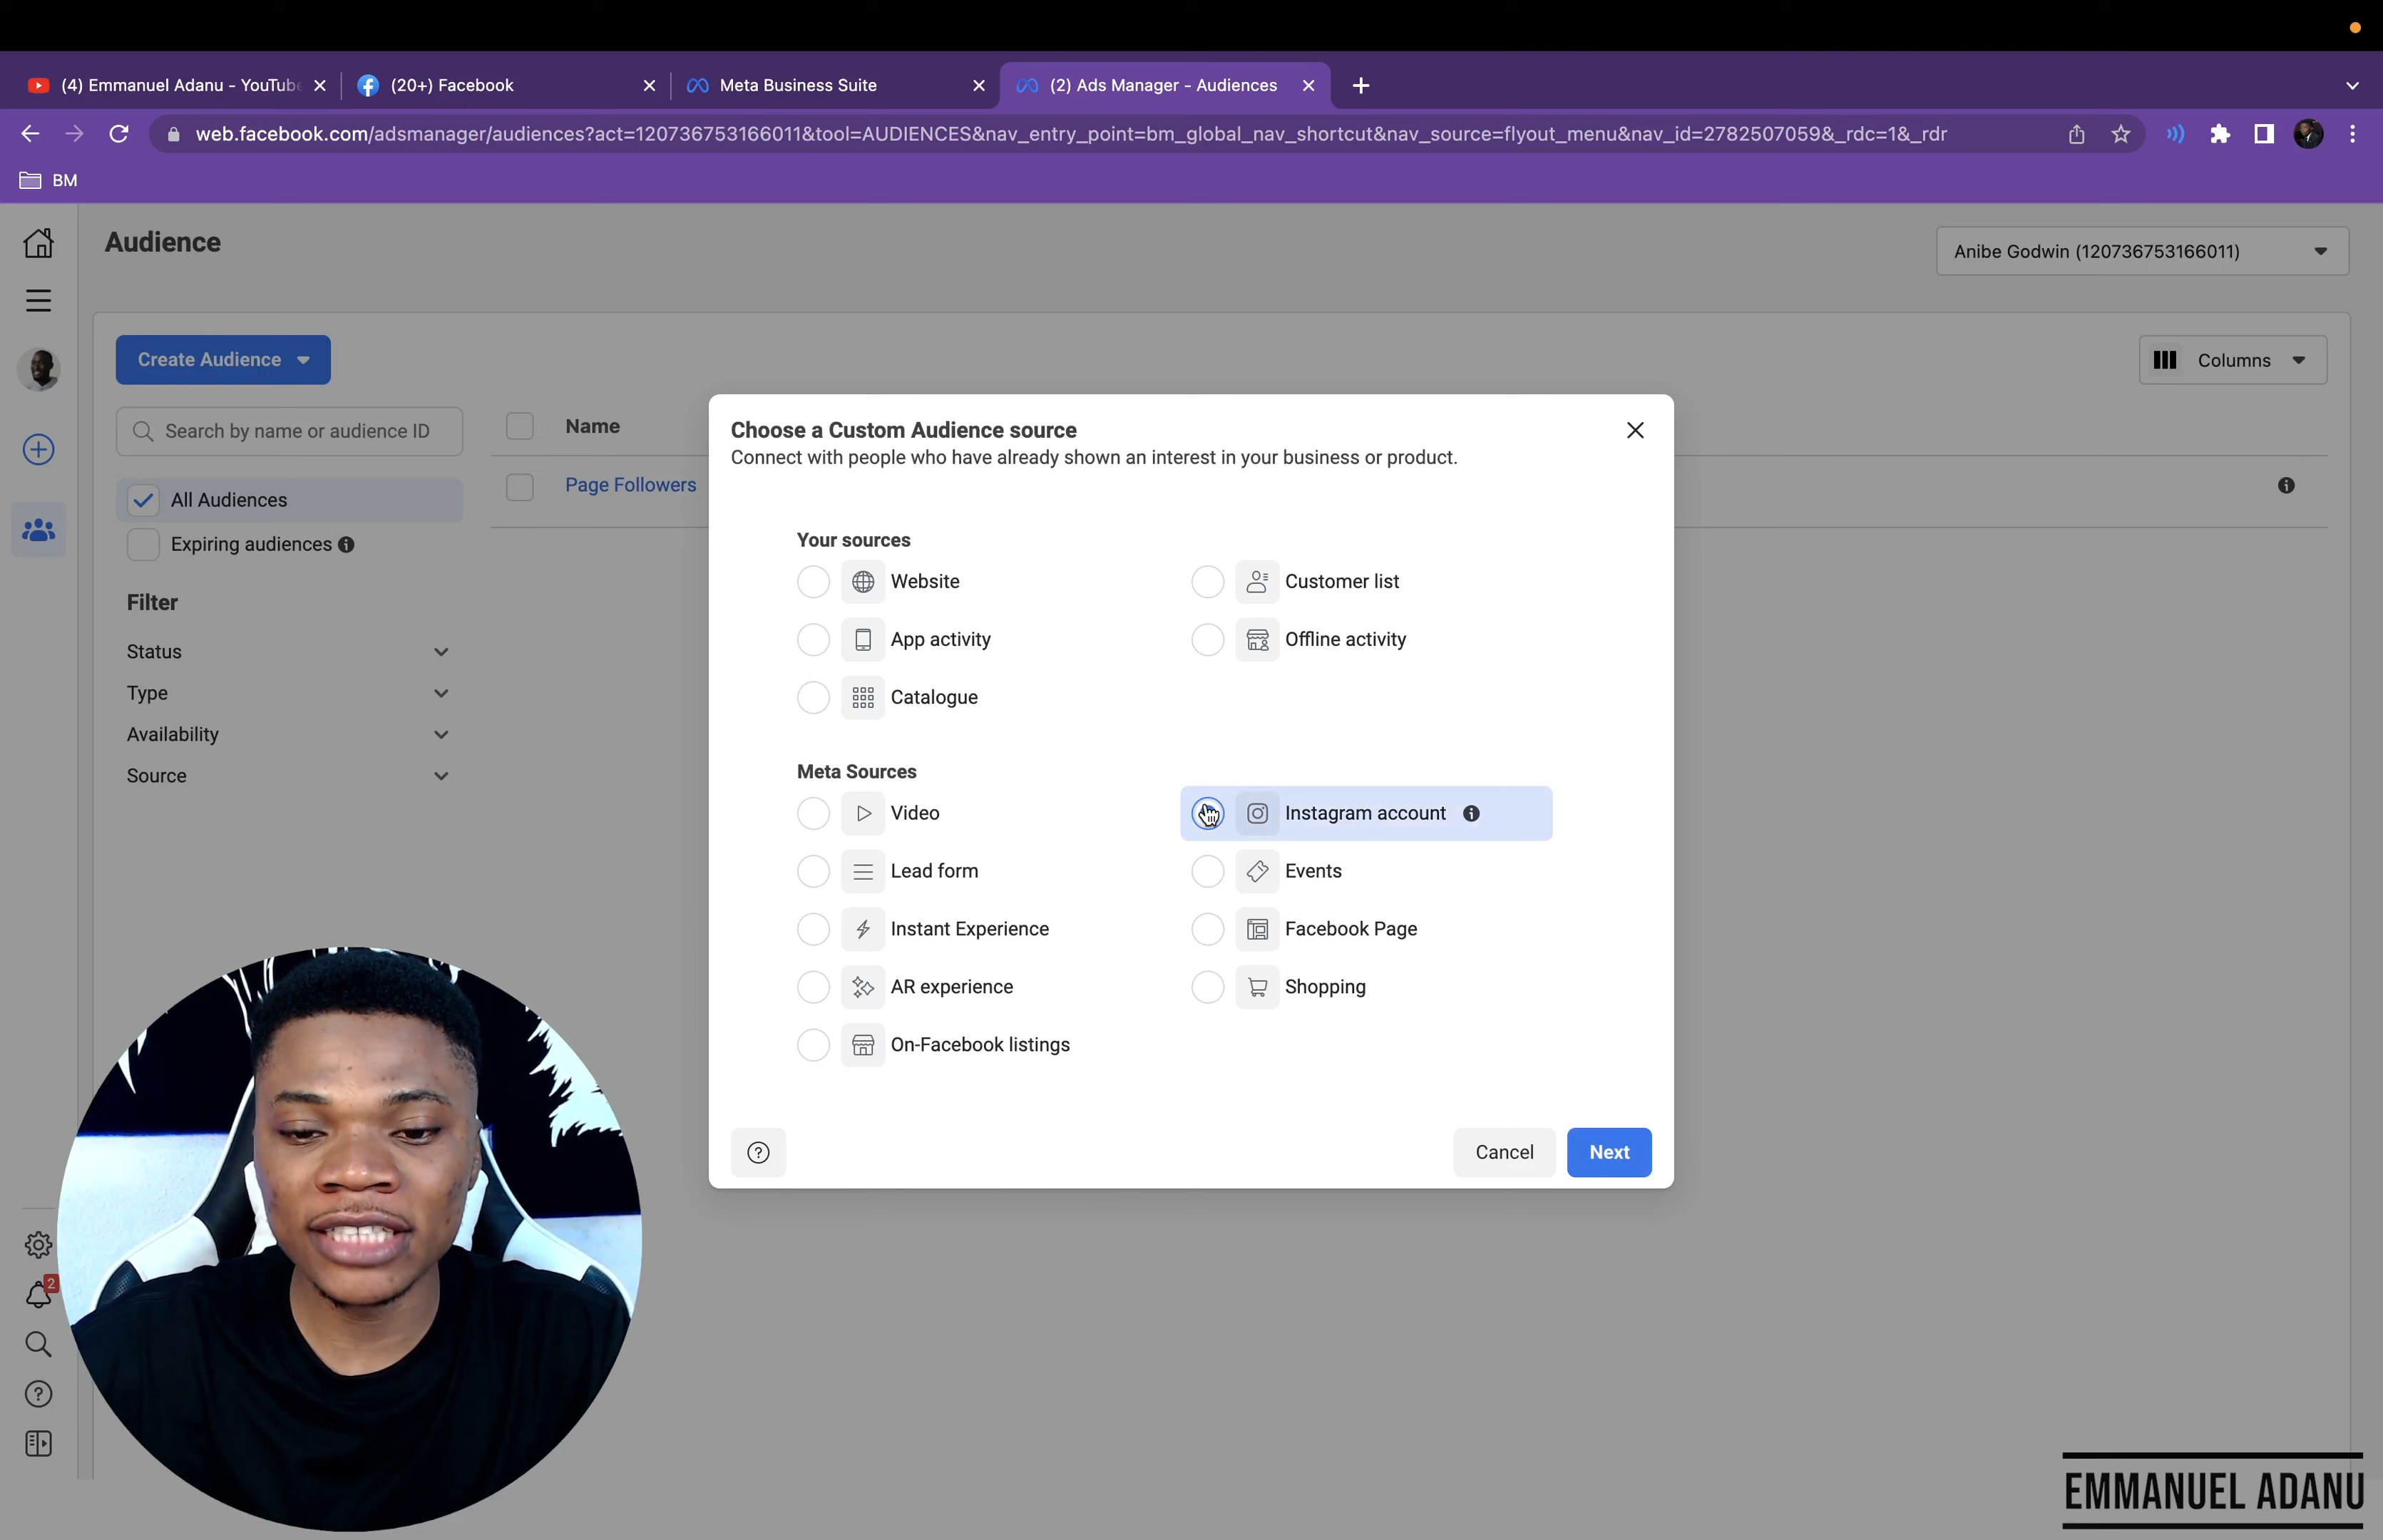 (4) Emmanuel Adanu - YouTube
(20+) Facebook
Meta Business Suite
(2) Ads Manager - Audiences
web.facebook.com/adsmanager/audiences?act=120736753166011&tool=AUDIENCES&nav_entry_point=bm_global_nav_shortcut&nav_source=flyout_menu&nav_id=2782507059&_rdc=1&_rdr
BM
Audience
Anibe Godwin (120736753166011)
Create Audience
Columns
Search by name or audience ID
Name
All Audiences
Page Followers
Expiring audiences
Filter
Status
Type
Availability
Source
Choose a Custom Audience source
Connect with people who have already shown an interest in your business or product.
Your sources
Website
Customer list
App activity
Offline activity
Catalogue
Meta Sources
Video
Instagram account
Lead form
Events
Instant Experience
Facebook Page
AR experience
Shopping
On-Facebook listings
Cancel
Next
2
EMMANUEL ADANU